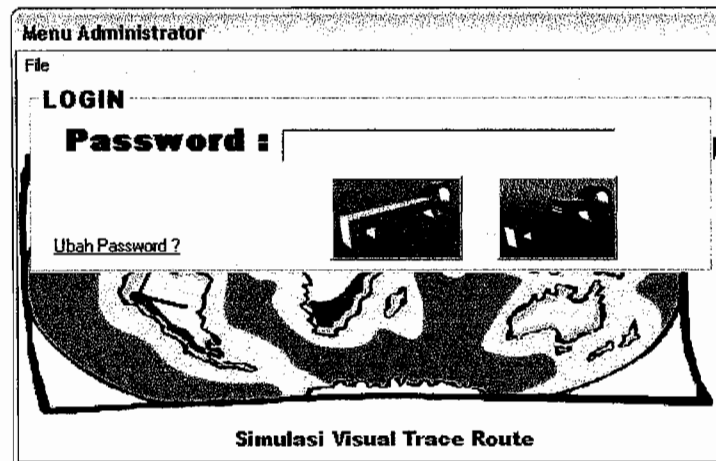 Menu Administrator
File
LOGIN
Password :
Ubah Password ?
Simulasi Visual Trace Route